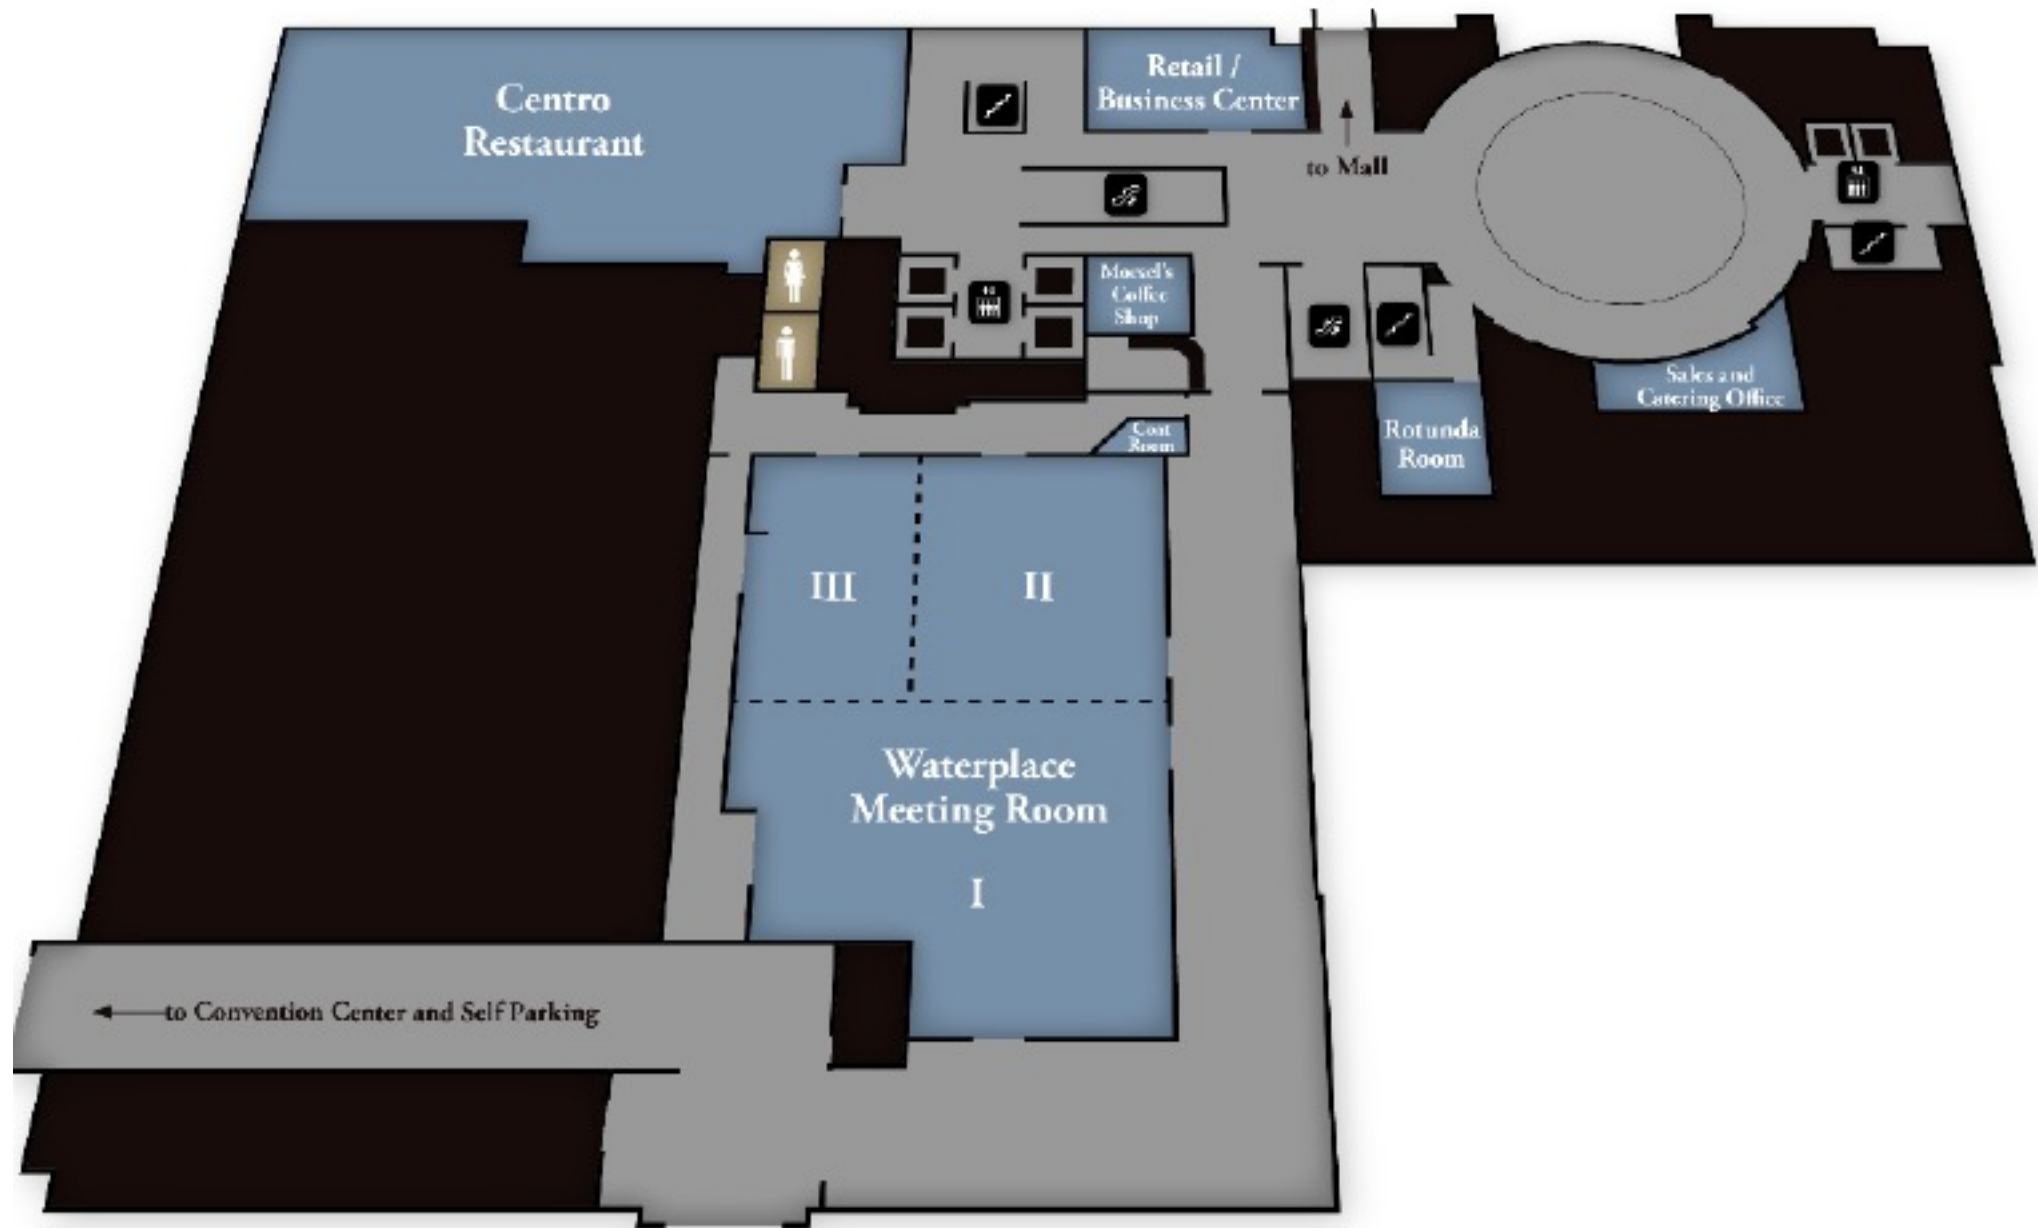 Centro
Restaurant
Retail /
Business Center
to Mall
Morsel's
Coffee
Shop
Sales and
Catering Office
Rotunda
Room
Coat
Room
III
II
Waterplace
Meeting Room
I
to Convention Center and Self Parking